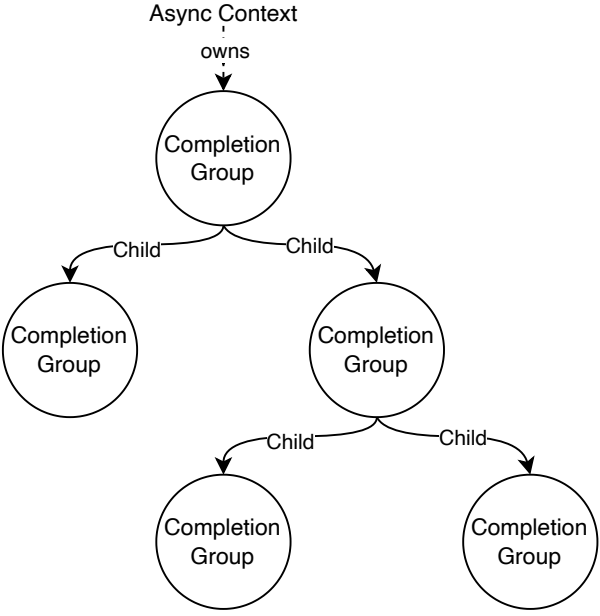 Async Context
owns
Completion
Group
Child
Child
Completion
Group
Completion
Group
Child
Child
Completion
Group
Completion
Group